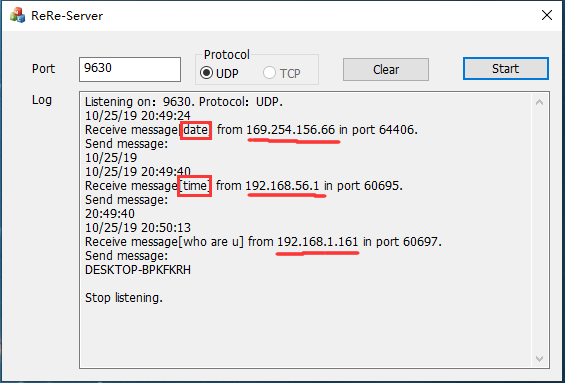 ReRe-Server
Protocol
Port 9630 UDP TCP Clear Start
Log
Listening on: 9630. Protocol: UDP.
10/25/19 20:49:24
Receive message[date] from 169.254.156.66 in port 64406.
Send message:
10/25/19
10/25/19 20:49:40
Receive message[time] from 192.168.56.1 in port 60695.
Send message:
20:49:40
10/25/19 20:50:13
Receive message[who are u] from 192.168.1.161 in port 60697.
Send message:
DESKTOP-BPKFKRH
Stop listening.